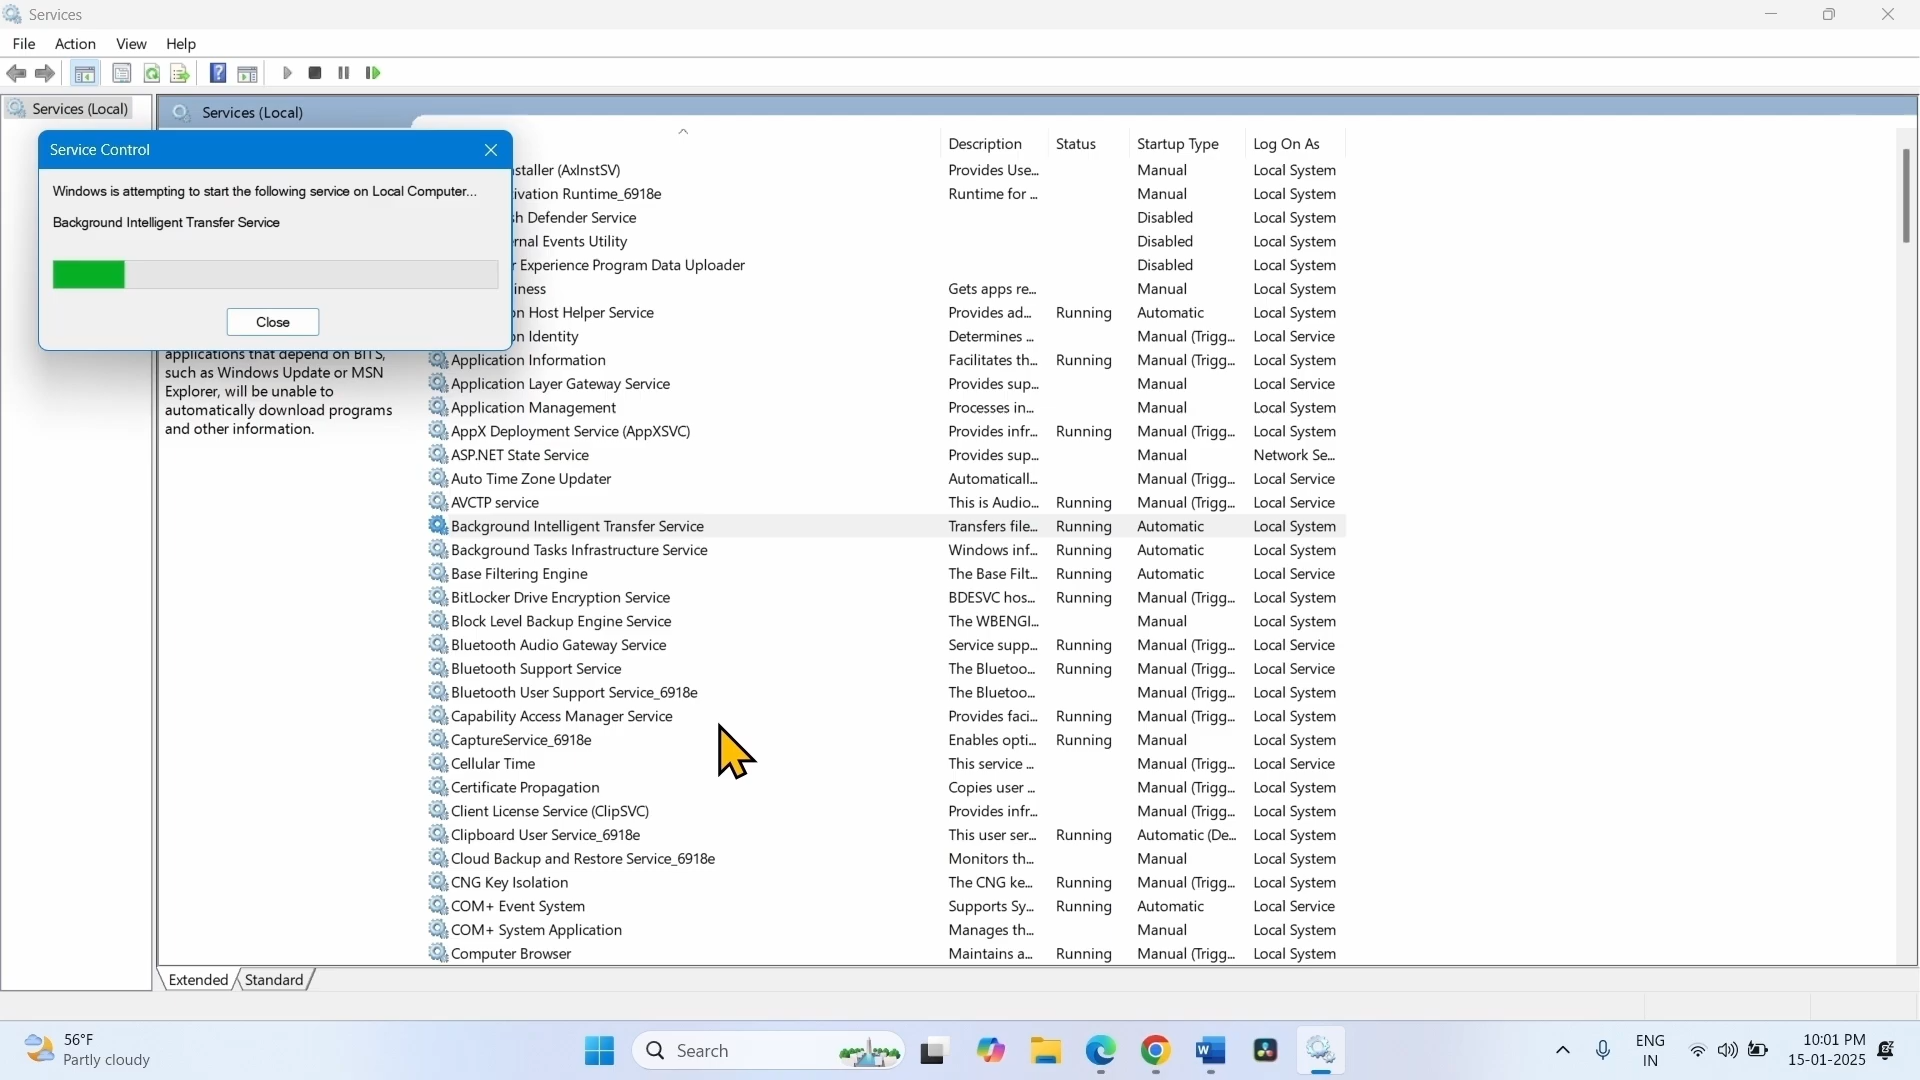 Services
File Action View Help
Services (Local)
Services (Local)
Service Control
Windows is attempting to start the following service on Local Computer...
Background Intelligent Transfer Service
Close
applications that depend on BITS,
such as Windows Update or MSN
Explorer, will be unable to
automatically download programs
and other information.
Description Status Startup Type Log On As
staller (AxInstSV) Provides Use... Manual Local System
ivation Runtime_6918e Runtime for ... Manual Local System
h Defender Service Disabled Local System
rnal Events Utility Disabled Local System
r Experience Program Data Uploader Disabled Local System
iness Gets apps re... Manual Local System
on Host Helper Service Provides ad... Running Automatic Local System
on Identity Determines ... Manual (Trigg... Local Service
Application Information Facilitates th... Running Manual (Trigg... Local System
Application Layer Gateway Service Provides sup... Manual Local Service
Application Management Processes in... Manual Local System
AppX Deployment Service (AppXSVC) Provides infr... Running Manual (Trigg... Local System
ASP.NET State Service Provides sup... Manual Network Se...
Auto Time Zone Updater Automaticall... Manual (Trigg... Local Service
AVCTP service This is Audio... Running Manual (Trigg... Local Service
Background Intelligent Transfer Service Transfers file... Running Automatic Local System
Background Tasks Infrastructure Service Windows inf... Running Automatic Local System
Base Filtering Engine The Base Filt... Running Automatic Local Service
BitLocker Drive Encryption Service BDESVC hos... Running Manual (Trigg... Local System
Block Level Backup Engine Service The WBENGI... Manual Local System
Bluetooth Audio Gateway Service Service supp... Running Manual (Trigg... Local Service
Bluetooth Support Service The Bluetoo... Running Manual (Trigg... Local Service
Bluetooth User Support Service_6918e The Bluetoo... Manual (Trigg... Local System
Capability Access Manager Service Provides faci... Running Manual (Trigg... Local System
CaptureService_6918e Enables opti... Running Manual Local System
Cellular Time This service ... Manual (Trigg... Local Service
Certificate Propagation Copies user ... Manual (Trigg... Local System
Client License Service (ClipSVC) Provides infr... Manual (Trigg... Local System
Clipboard User Service_6918e This user ser... Running Automatic (De... Local System
Cloud Backup and Restore Service_6918e Monitors th... Manual Local System
CNG Key Isolation The CNG ke... Running Manual (Trigg... Local System
COM+ Event System Supports Sy... Running Automatic Local Service
COM+ System Application Manages th... Manual Local System
Computer Browser Maintains a... Running Manual (Trigg... Local System
Extended Standard
56°F
Partly cloudy
Search
ENG
IN
10:01 PM
15-01-2025